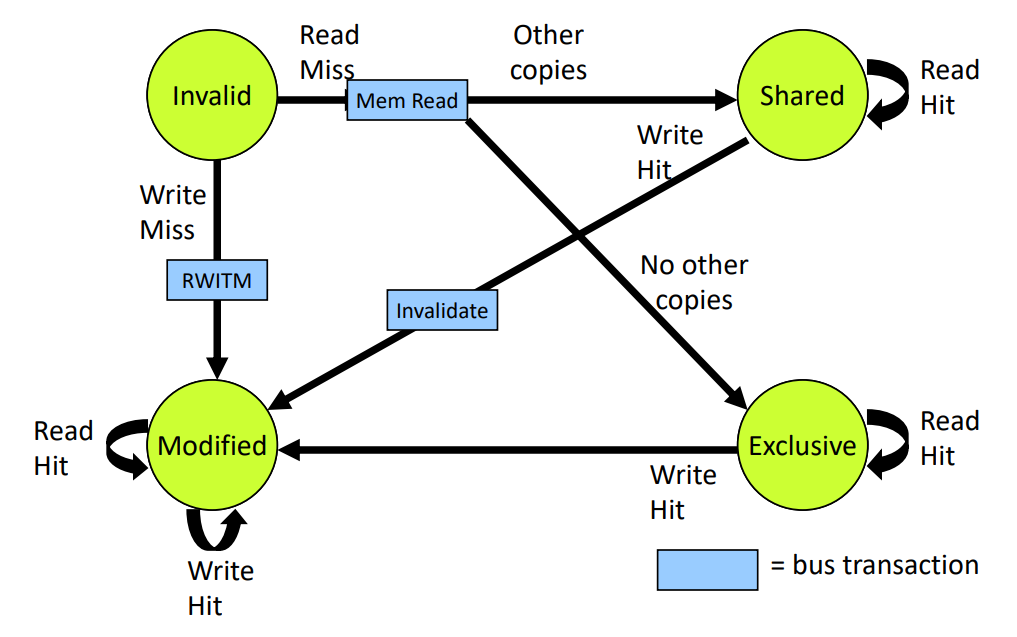 Read
Miss
Other
copies
Invalid
Mem Read
Shared
Read
Hit
Write
Hit
Write
Miss
RWITM
No other
copies
Invalidate
Read
Hit
Modified
Exclusive
Read
Hit
Write
Hit
Write
Hit
= bus transaction